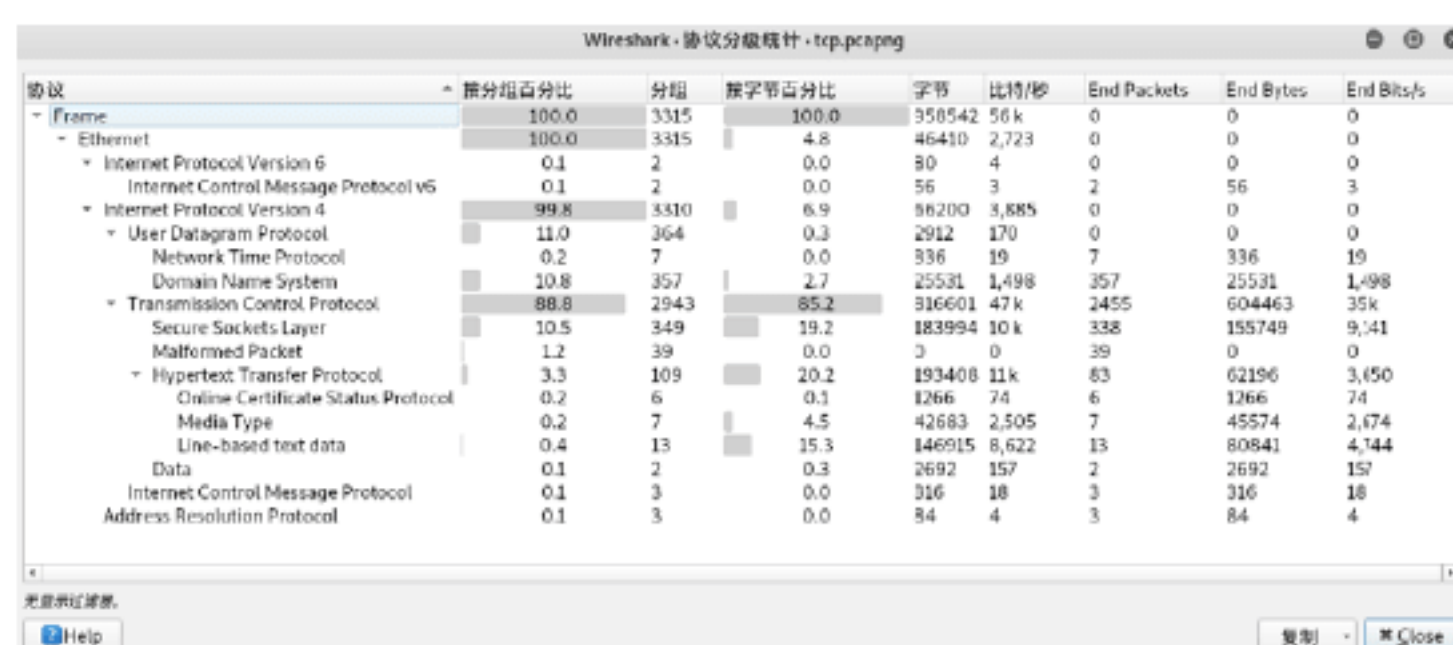 Wireshark · 协议分级统计 · tcp.pcapng
协议 按分组百分比 分组 按字节百分比 字节 比特/秒 End Packets End Bytes End Bits/s
Frame 100.0 3315 100.0 958542 56 k 0 0 0
Ethernet 100.0 3315 4.8 46410 2,723 0 0 0
Internet Protocol Version 6 0.1 2 0.0 80 4 0 0 0
Internet Control Message Protocol v6 0.1 2 0.0 56 3 2 56 3
Internet Protocol Version 4 99.8 3310 6.9 66200 3,885 0 0 0
User Datagram Protocol 11.0 364 0.3 2912 170 0 0 0
Network Time Protocol 0.2 7 0.0 336 19 7 336 19
Domain Name System 10.8 357 2.7 25531 1,498 357 25531 1,498
Transmission Control Protocol 88.8 2943 85.2 816601 47 k 2455 604463 35 k
Secure Sockets Layer 10.5 349 19.2 183994 10 k 338 155749 9,141
Malformed Packet 1.2 39 0.0 0 0 39 0 0
Hypertext Transfer Protocol 3.3 109 20.2 193408 11 k 83 62196 3,650
Online Certificate Status Protocol 0.2 6 0.1 1266 74 6 1266 74
Media Type 0.2 7 4.5 42683 2,505 7 45574 2,674
Line-based text data 0.4 13 15.3 146915 8,622 13 80841 4,744
Data 0.1 2 0.3 2692 157 2 2692 157
Internet Control Message Protocol 0.1 3 0.0 316 18 3 316 18
Address Resolution Protocol 0.1 3 0.0 84 4 3 84 4
无显示过滤器。
Help 复制 Close